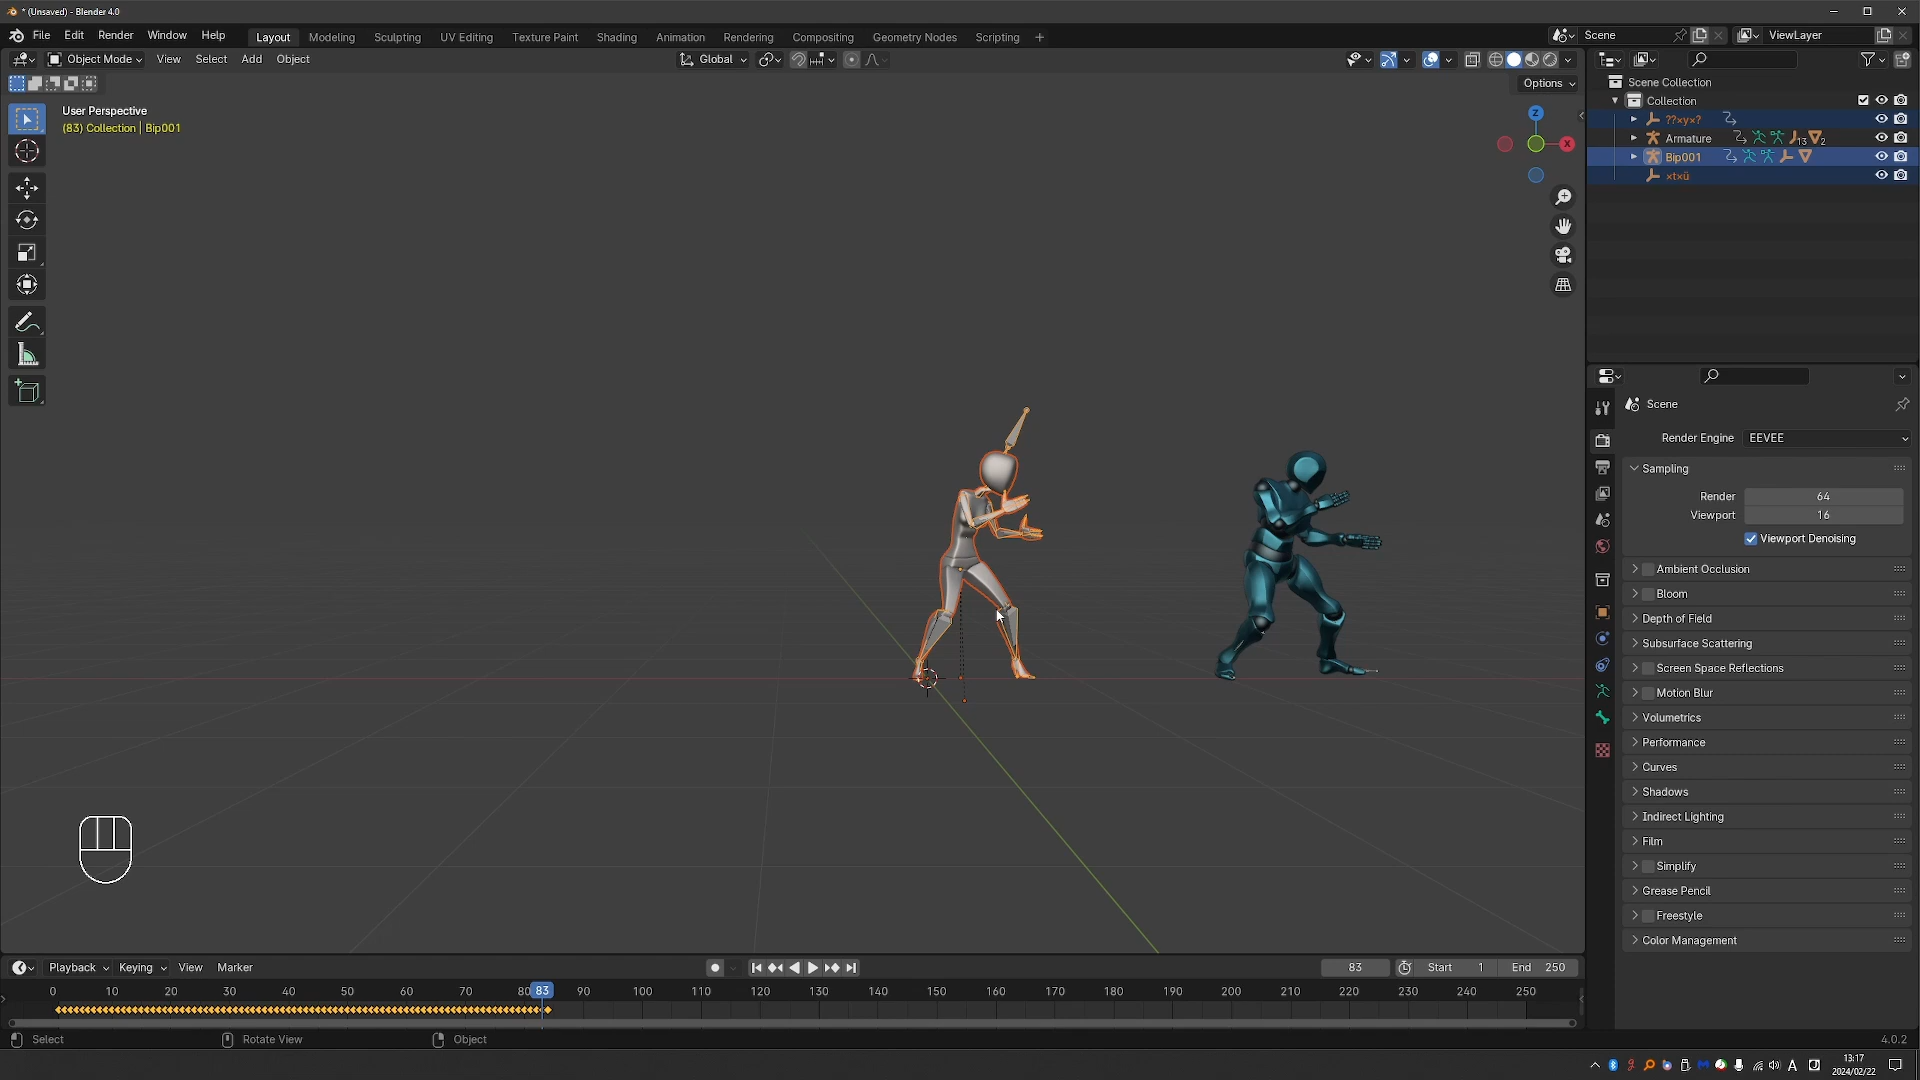 * (Unsaved) - Blender 4.0
File Edit Render Window Help
Layout Modeling Sculpting UV Editing Texture Paint Shading Animation Rendering Compositing Geometry Nodes Scripting +
Scene
ViewLayer
Object Mode View Select Add Object
Global
Options
User Perspective
(83) Collection | Bip001
Z
X
Scene Collection
Collection
??×y×?
Armature
13
2
Bip001
×t×ü
Scene
Render Engine EEVEE
Sampling
Render 64
Viewport 16
Viewport Denoising
Ambient Occlusion
Bloom
Depth of Field
Subsurface Scattering
Screen Space Reflections
Motion Blur
Volumetrics
Performance
Curves
Shadows
Indirect Lighting
Film
Simplify
Grease Pencil
Freestyle
Color Management
Playback Keying View Marker
83 Start 1 End 250
0 10 20 30 40 50 60 70 80 83 90 100 110 120 130 140 150 160 170 180 190 200 210 220 230 240 250
Select Rotate View Object
4.0.2
A
13:17
2024/02/22